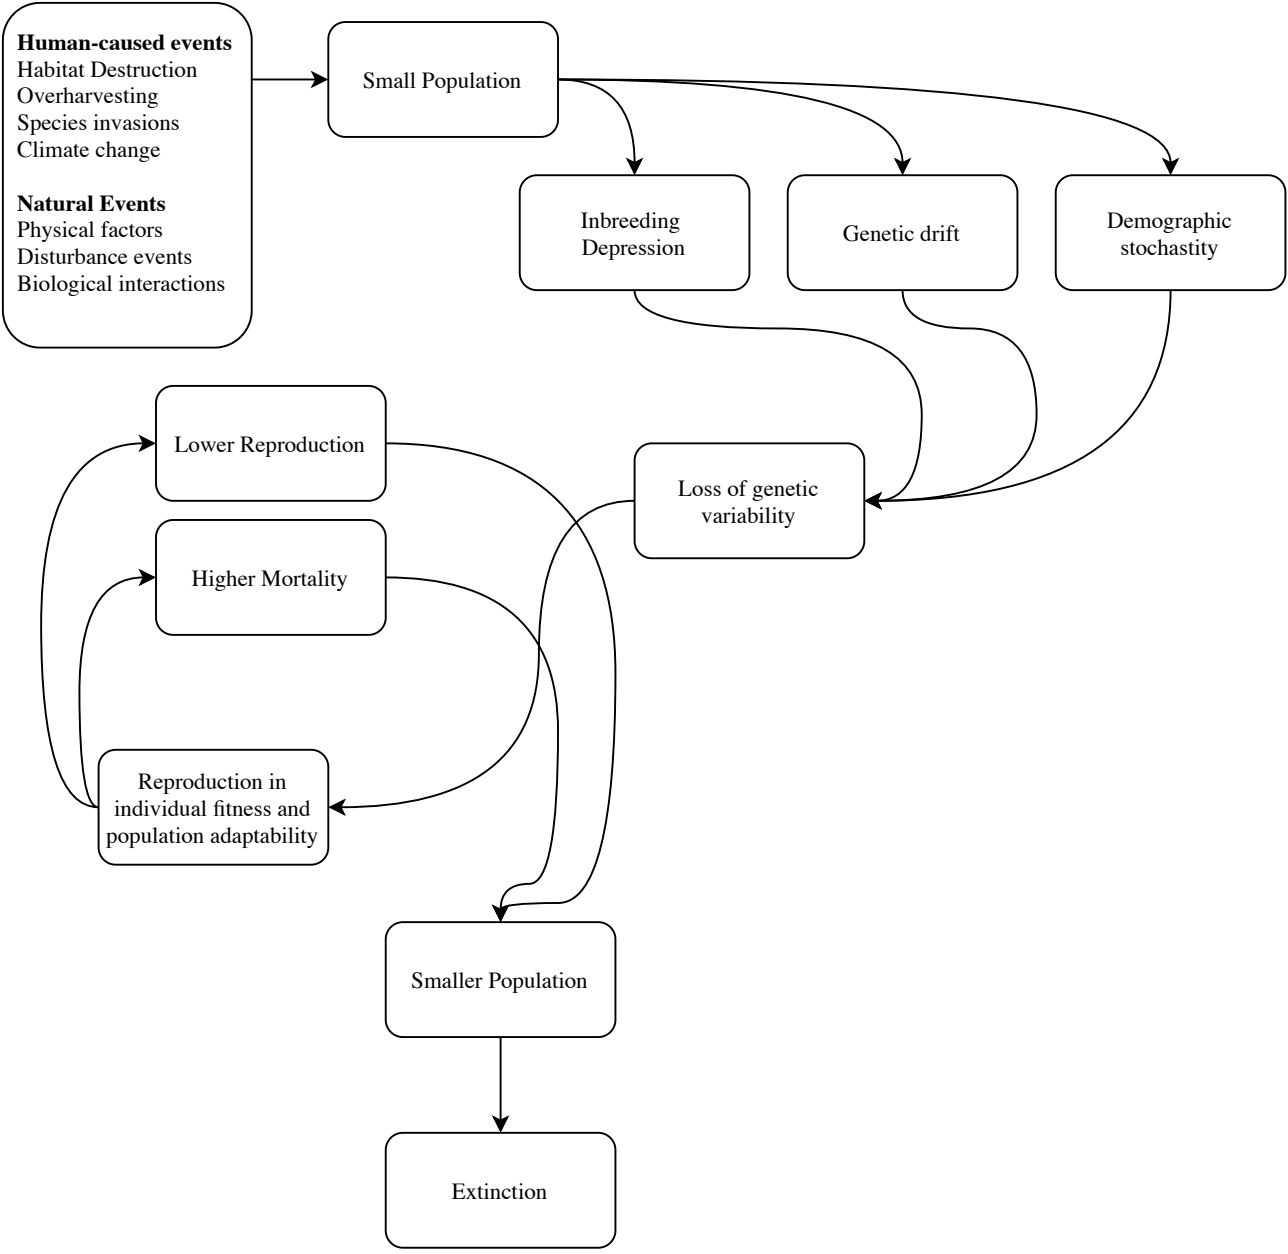 Human-caused events
Habitat Destruction
Overharvesting
Species invasions
Climate change
Natural Events
Physical factors
Disturbance events
Biological interactions
Small Population
Inbreeding
Depression
Genetic drift
Demographic
stochastity
Loss of genetic
variability
Lower Reproduction
Higher Mortality
Reproduction in
individual fitness and
population adaptability
Smaller Population
Extinction